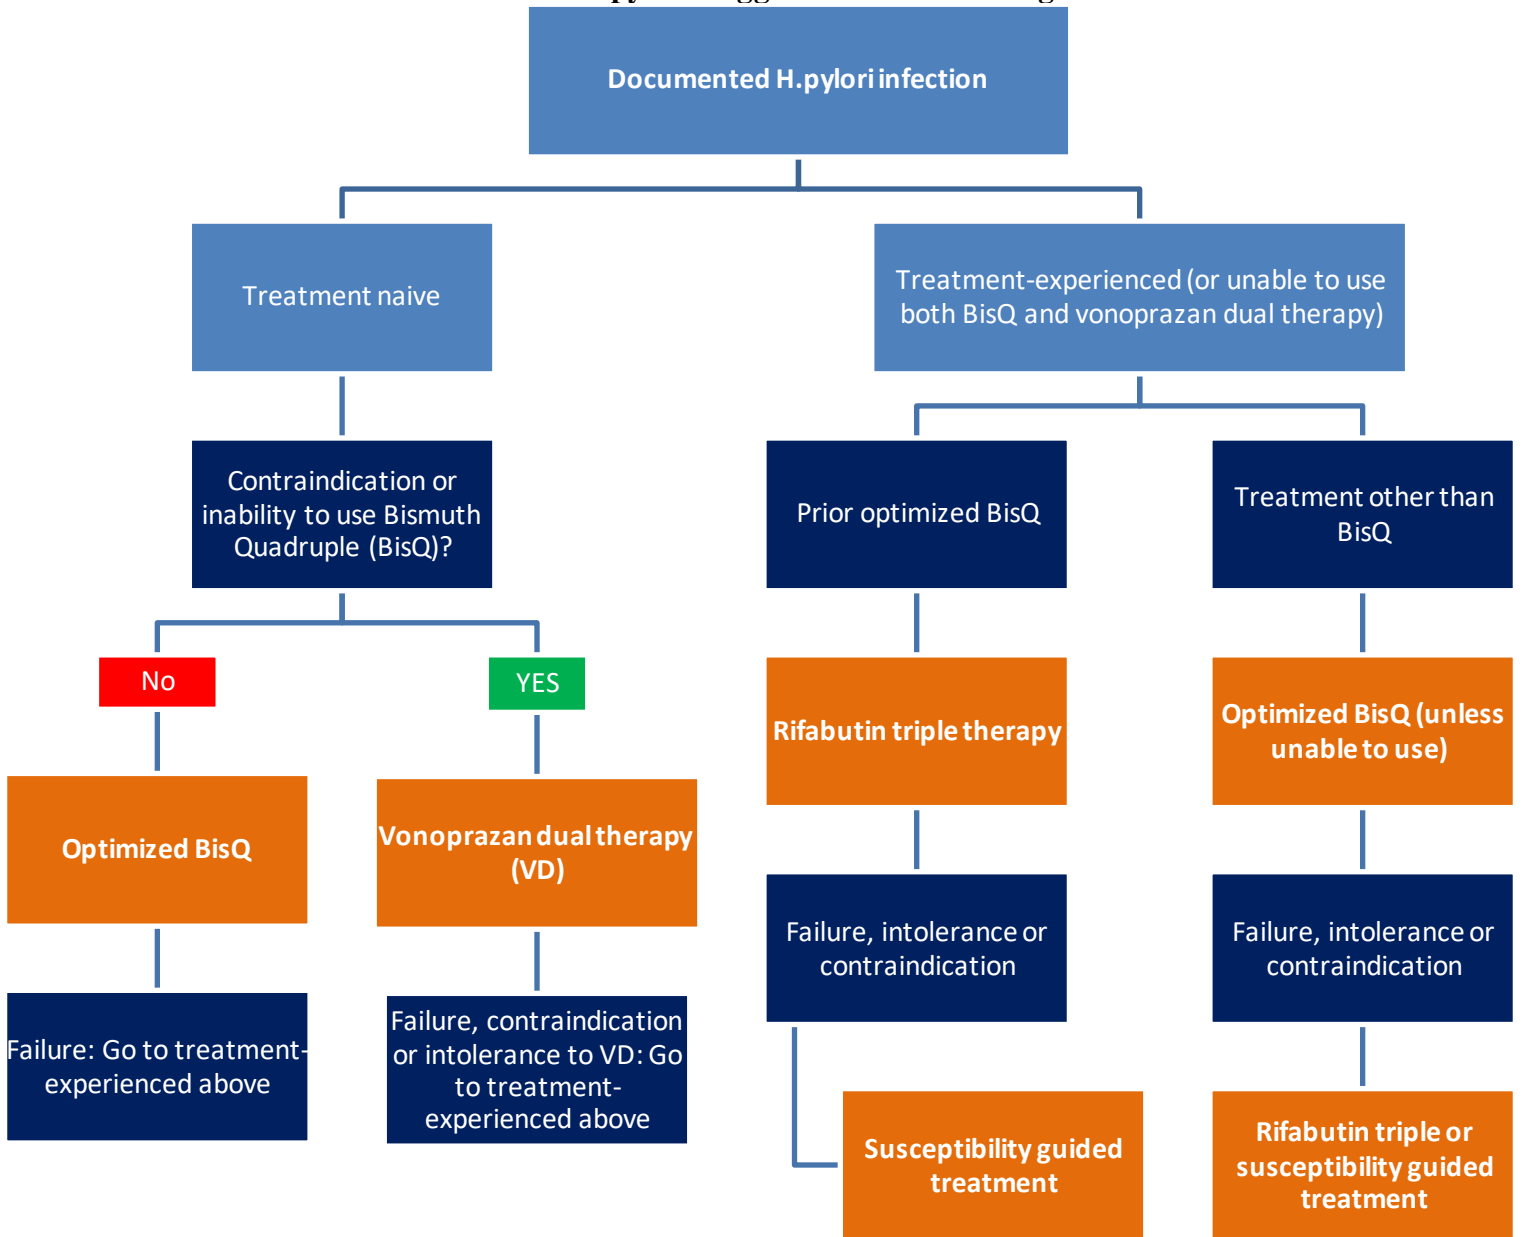 Documented H.pylori infection
Treatment naive
Treatment-experienced (or unable to use
both BisQ and vonoprazan dual therapy)
Contraindication or
inability to use Bismuth
Quadruple (BisQ)?
Prior optimized BisQ
Treatment other than
BisQ
No
YES
Rifabutin triple therapy
Optimized BisQ (unless
unable to use)
Optimized BisQ
Vonoprazan dual therapy
(VD)
Failure, intolerance or
contraindication
Failure, intolerance or
contraindication
Failure: Go to treatment-
experienced above
Failure, contraindication
or intolerance to VD: Go
to treatment-
experienced above
Susceptibility guided
treatment
Rifabutin triple or
susceptibility guided
treatment